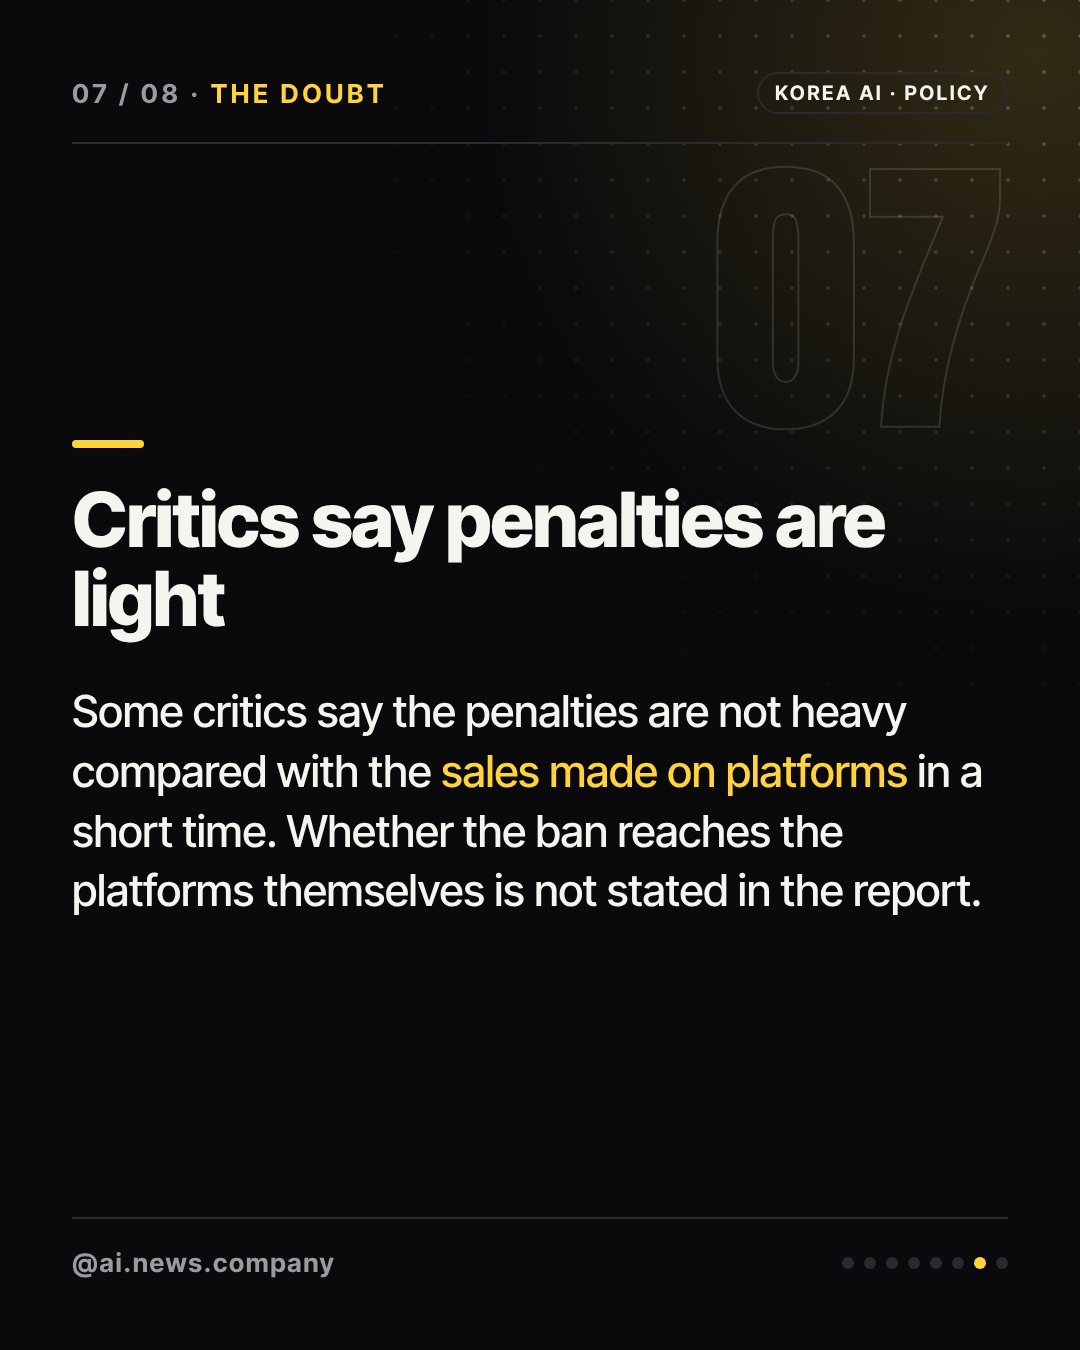 07 / 08 · THE DOUBT
KOREA AI · POLICY
07
Critics say penalties are
light
Some critics say the penalties are not heavy
compared with the sales made on platforms in a
short time. Whether the ban reaches the
platforms themselves is not stated in the report.
@ai.news.company